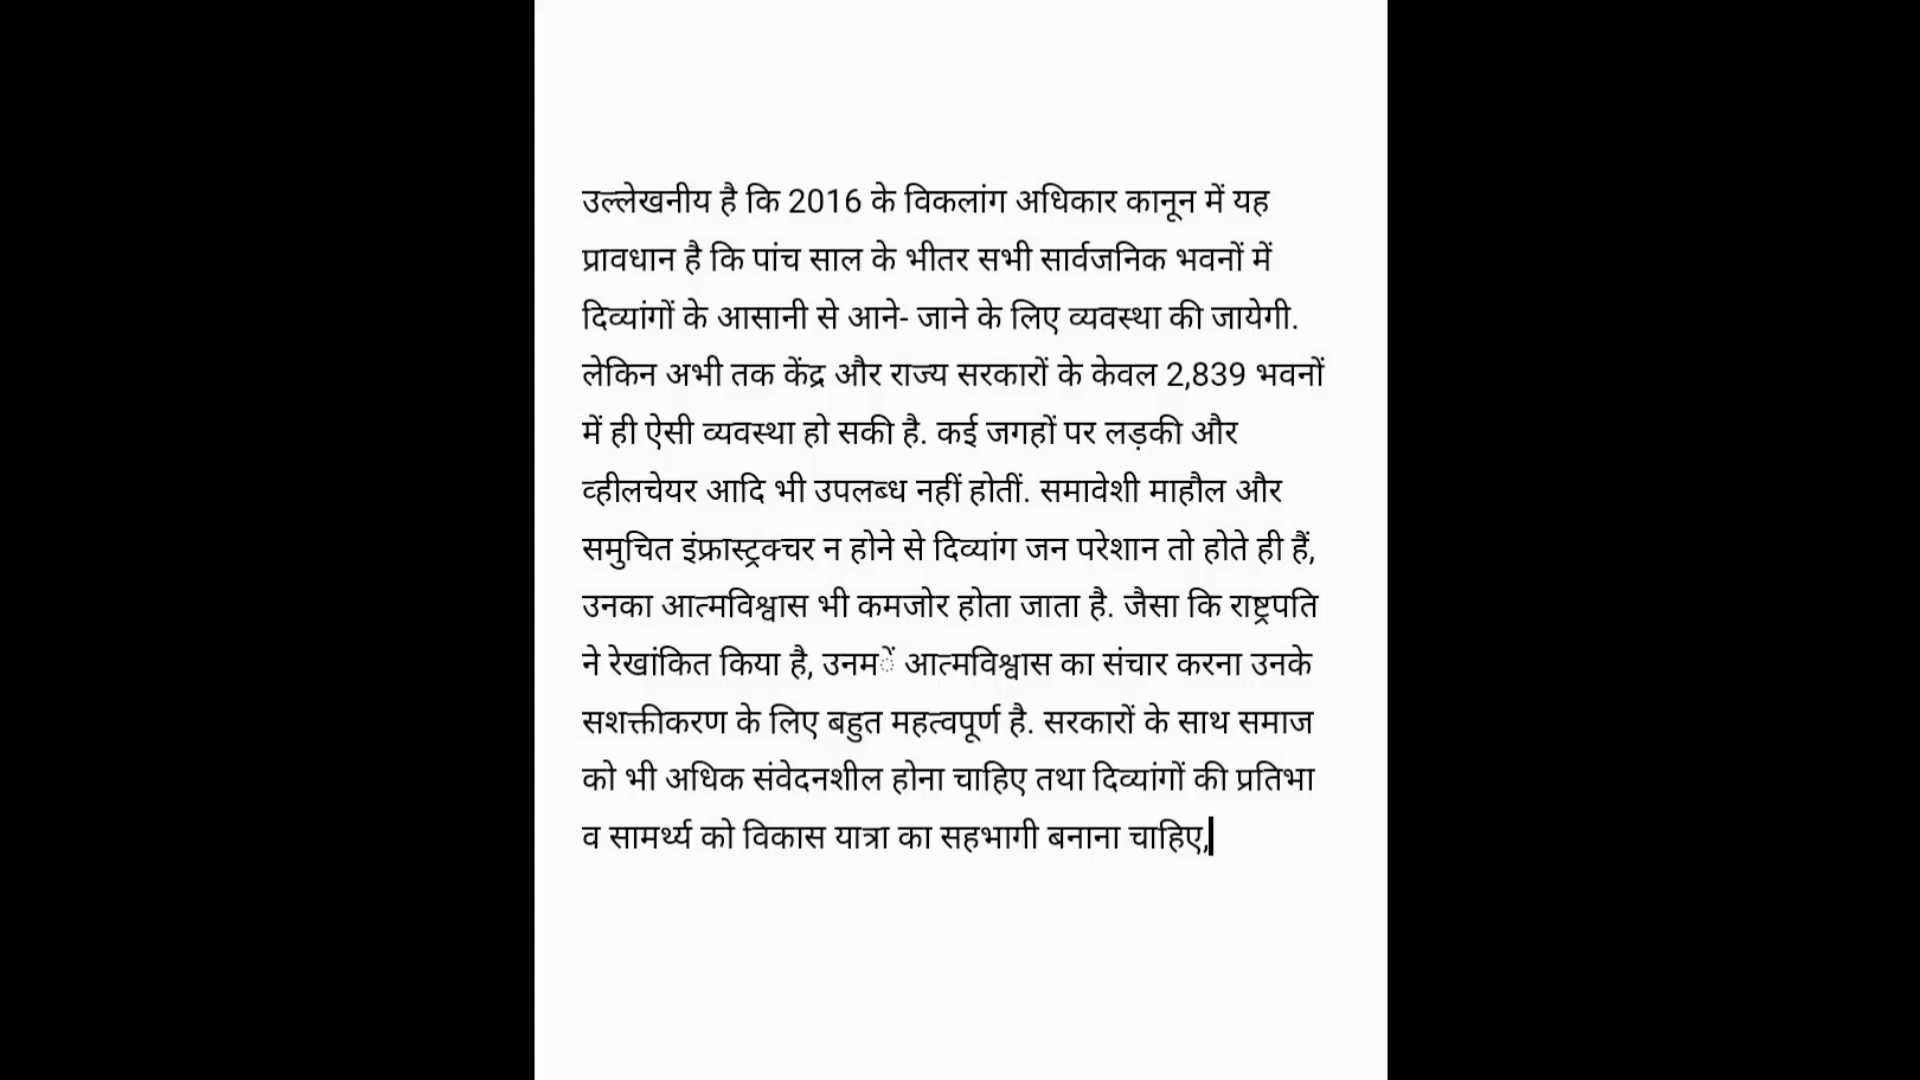 उल्लेखनीय है कि 2016 के विकलांग अधिकार कानून में यह
प्रावधान है कि पांच साल के भीतर सभी सार्वजनिक भवनों में
दिव्यांगों के आसानी से आने- जाने के लिए व्यवस्था की जायेगी.
लेकिन अभी तक केंद्र और राज्य सरकारों के केवल 2,839 भवनों
में ही ऐसी व्यवस्था हो सकी है. कई जगहों पर लड़की और
व्हीलचेयर आदि भी उपलब्ध नहीं होतीं. समावेशी माहौल और
समुचित इंफ्रास्ट्रक्चर न होने से दिव्यांग जन परेशान तो होते ही हैं,
उनका आत्मविश्वास भी कमजोर होता जाता है. जैसा कि राष्ट्रपति
ने रेखांकित किया है, उनम◌ें आत्मविश्वास का संचार करना उनके
सशक्तीकरण के लिए बहुत महत्वपूर्ण है. सरकारों के साथ समाज
को भी अधिक संवेदनशील होना चाहिए तथा दिव्यांगों की प्रतिभा
व सामर्थ्य को विकास यात्रा का सहभागी बनाना चाहिए,